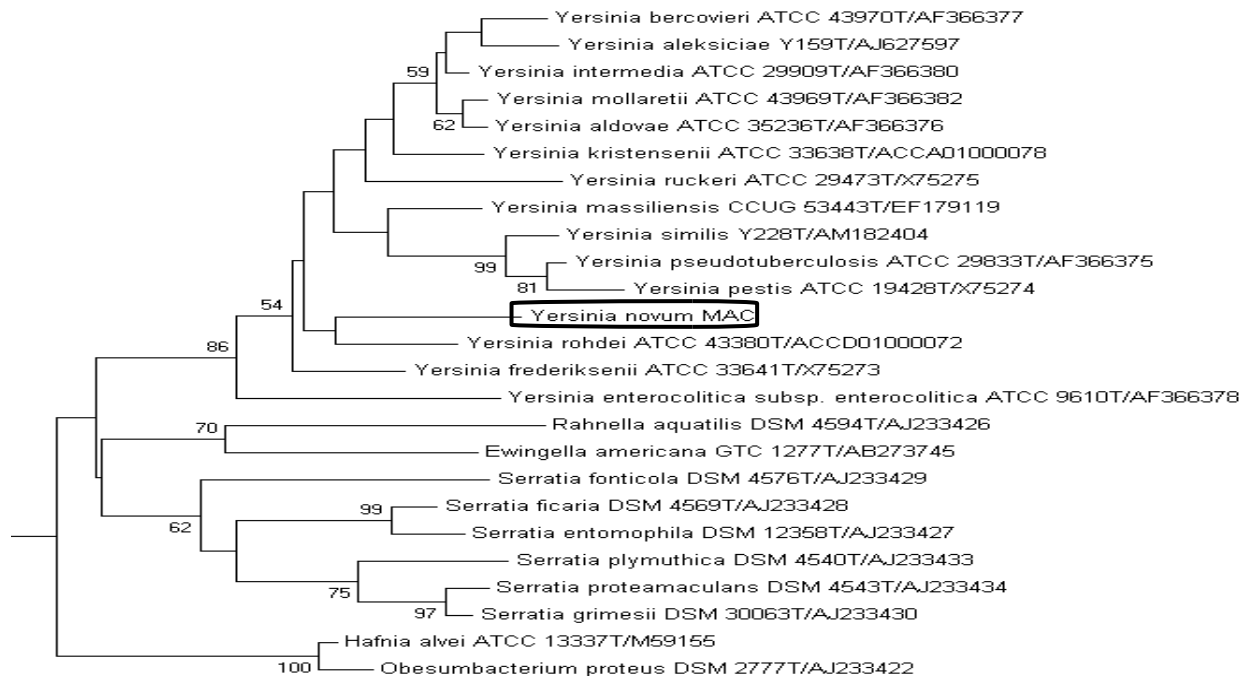 Yersinia bercovieri ATCC 43970T/AF366377
Yersinia aleksiciae Y159T/AJ627597
59 Yersinia intermedia ATCC 29909T/AF366380
Yersinia mollaretii ATCC 43969T/AF366382
62 Yersinia aldovae ATCC 35236T/AF366376
Yersinia kristensenii ATCC 33638T/ACCA01000078
Yersinia ruckeri ATCC 29473T/X75275
Yersinia massiliensis CCUG 53443T/EF179119
Yersinia similis Y228T/AM182404
99 Yersinia pseudotuberculosis ATCC 29833T/AF366375
81 Yersinia pestis ATCC 19428T/X75274
54 Yersinia novum MAC
86 Yersinia rohdei ATCC 43380T/ACCD01000072
Yersinia frederiksenii ATCC 33641T/X75273
Yersinia enterocolitica subsp. enterocolitica ATCC 9610T/AF366378
70 Rahnella aquatilis DSM 4594T/AJ233426
Ewingella americana GTC 1277T/AB273745
Serratia fonticola DSM 4576T/AJ233429
99 Serratia ficaria DSM 4569T/AJ233428
62 Serratia entomophila DSM 12358T/AJ233427
Serratia plymuthica DSM 4540T/AJ233433
75 Serratia proteamaculans DSM 4543T/AJ233434
97 Serratia grimesii DSM 30063T/AJ233430
Hafnia alvei ATCC 13337T/M59155
100 Obesumbacterium proteus DSM 2777T/AJ233422